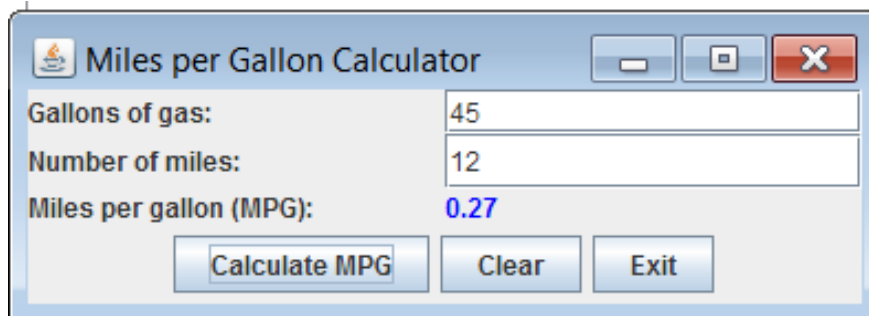 Miles per Gallon Calculator
Gallons of gas: 45
Number of miles: 12
Miles per gallon (MPG): 0.27
Calculate MPG Clear Exit